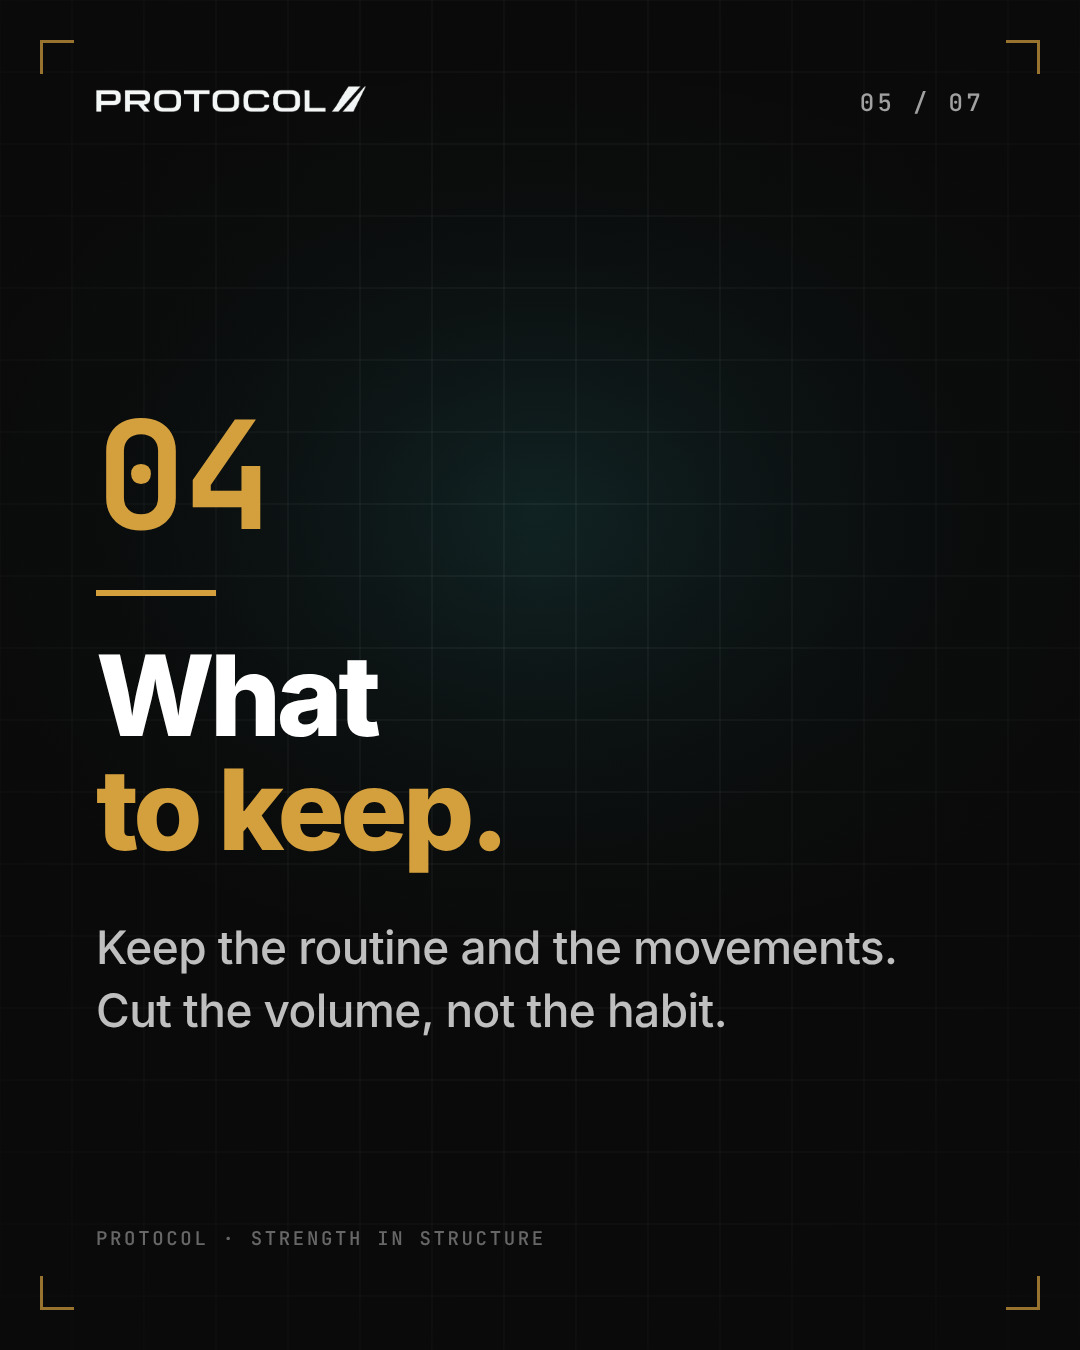 PROTOCOL
05 / 07
04
What
to keep.
Keep the routine and the movements.
Cut the volume, not the habit.
PROTOCOL · STRENGTH IN STRUCTURE